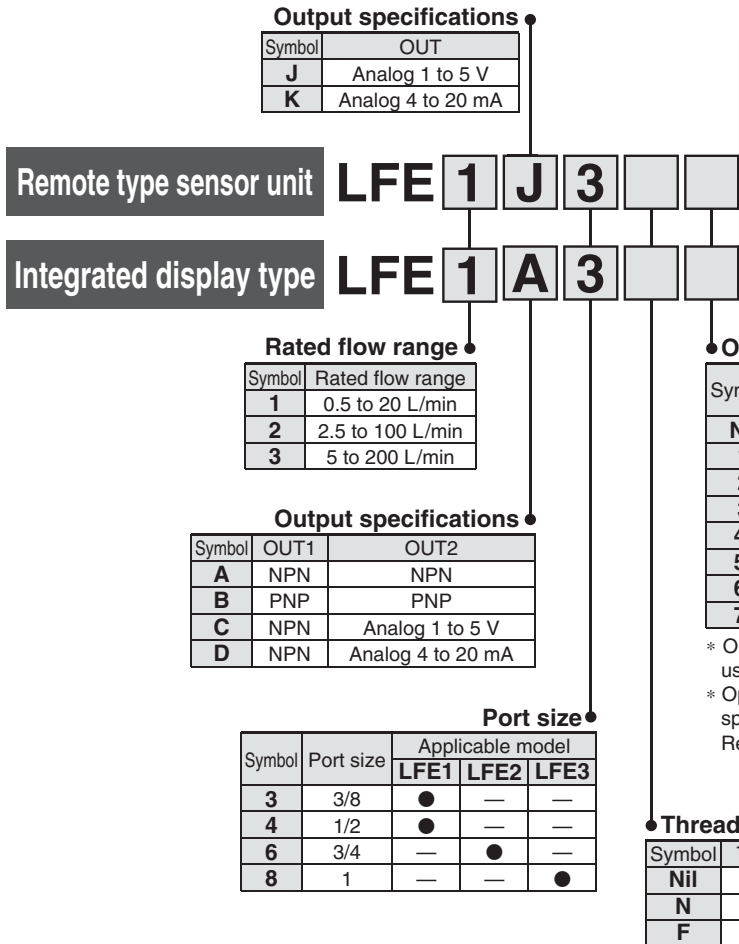 Output specifications
Symbol OUT
J Analog 1 to 5 V
K Analog 4 to 20 mA
Remote type sensor unit LFE 1 J 3
Integrated display type LFE 1 A 3
Rated flow range
Symbol Rated flow range
1 0.5 to 20 L/min
2 2.5 to 100 L/min
3 5 to 200 L/min
Output specifications
Symbol OUT1 OUT2
A NPN NPN
B PNP PNP
C NPN Analog 1 to 5 V
D NPN Analog 4 to 20 mA
Port size
Symbol Port size Applicable model
LFE1 LFE2 LFE3
3 3/8 ● — —
4 1/2 ● — —
6 3/4 — ● —
8 1 — — ●
Thread
Symbol
Nil
N
F